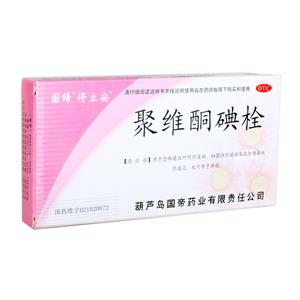 国缔®得立安®
请仔细阅读说明书并按说明使用或在药师指导下购买和使用
OTC
聚维酮碘栓
【适应症】用于念珠菌性外阴阴道病、细菌性阴道病及混合感染性
阴道炎,也可用于痔疮。
国药准字H21020672
葫芦岛国帝药业有限责任公司